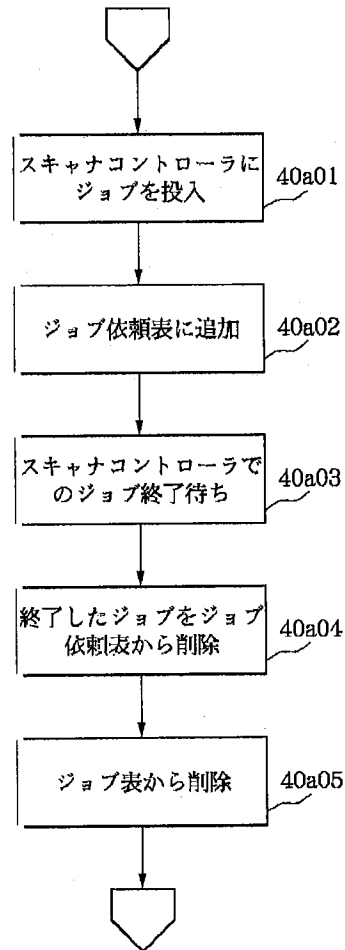 スキャナコントローラに
ジョブを投入
40a01
ジョブ依頼表に追加
40a02
スキャナコントローラで
のジョブ終了待ち
40a03
終了したジョブをジョブ
依頼表から削除
40a04
ジョブ表から削除
40a05